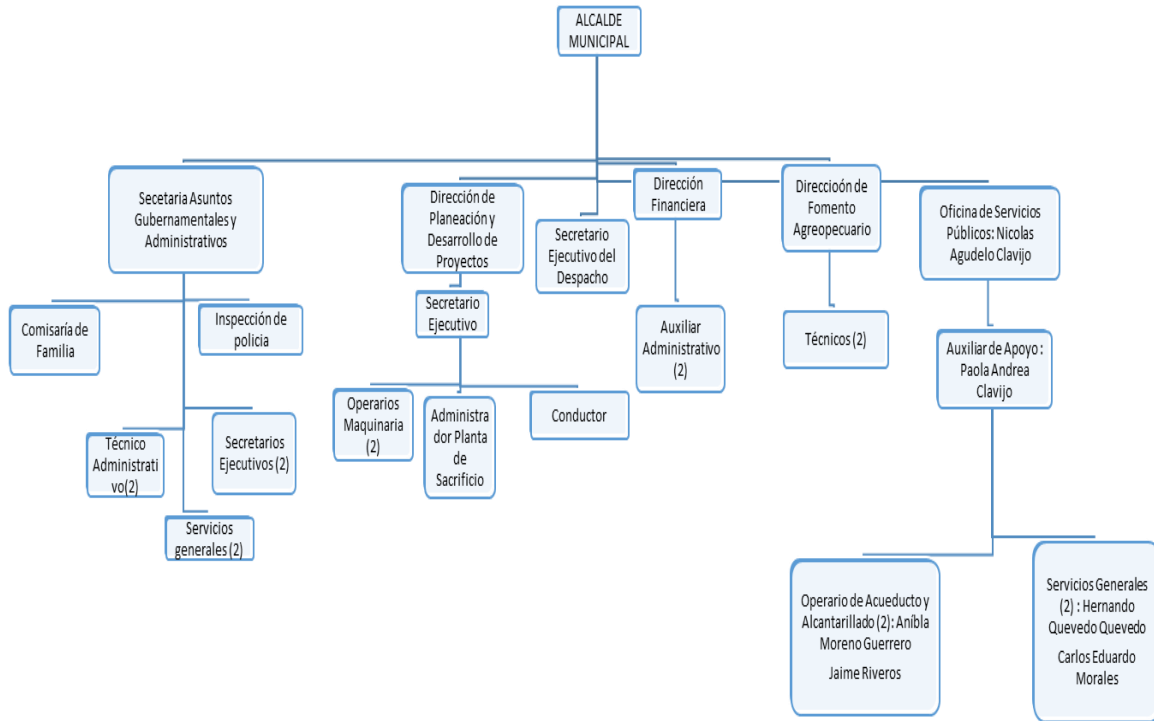 ALCALDE
MUNICIPAL
Secetaria Asuntos
Gubernamentales y
Administrativos
Dirección
de Planeación y
Desarrollo de
Proyectos
Secretario
Ejecutivo del
Despacho
Dirección
Financiera
Direccioón de
Fomento
Agreopecuario
Oficina de Servicios
Públicos: Nicolas
Agudelo Clavijo
Comisaría de
Familia
Inspección de
policia
Secretario
Ejecutivo
Auxiliar
Administrativo
(2)
Técnicos (2)
Auxiliar de Apoyo :
Paola Andrea
Clavijo
Técnico
Administrati
vo(2)
Secretarios
Ejecutivos (2)
Servicios
generales (2)
Operarios
Maquinaria
(2)
Administra
dor Planta
de
Sacrificio
Conductor
Operario de Acueducto y
Alcantarillado (2): Aníbla
Moreno Guerrero
Jaime Riveros
Servicios Generales
(2) : Hernando
Quevedo Quevedo
Carlos Eduardo
Morales